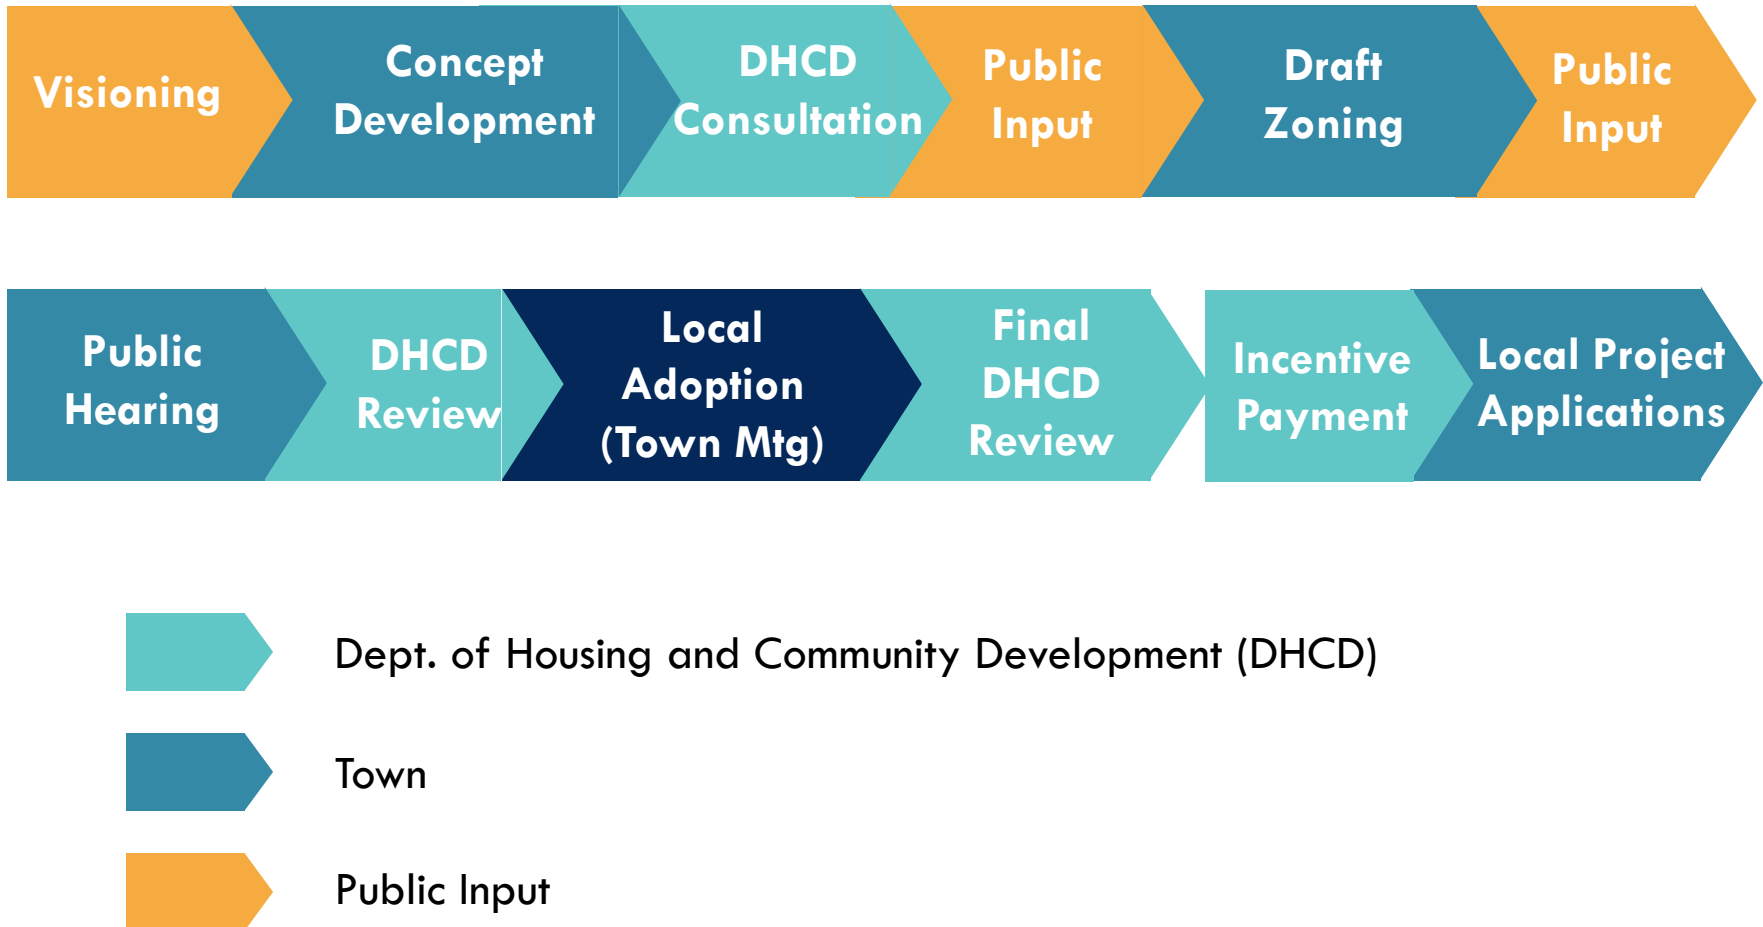 Visioning
Concept
Development
DHCD
Consultation
Public
Input
Draft
Zoning
Public
Input
Public
Hearing
DHCD
Review
Local
Adoption
(Town Mtg)
Final
DHCD
Review
Incentive
Payment
Local Project
Applications
Dept. of Housing and Community Development (DHCD)
Town
Public Input